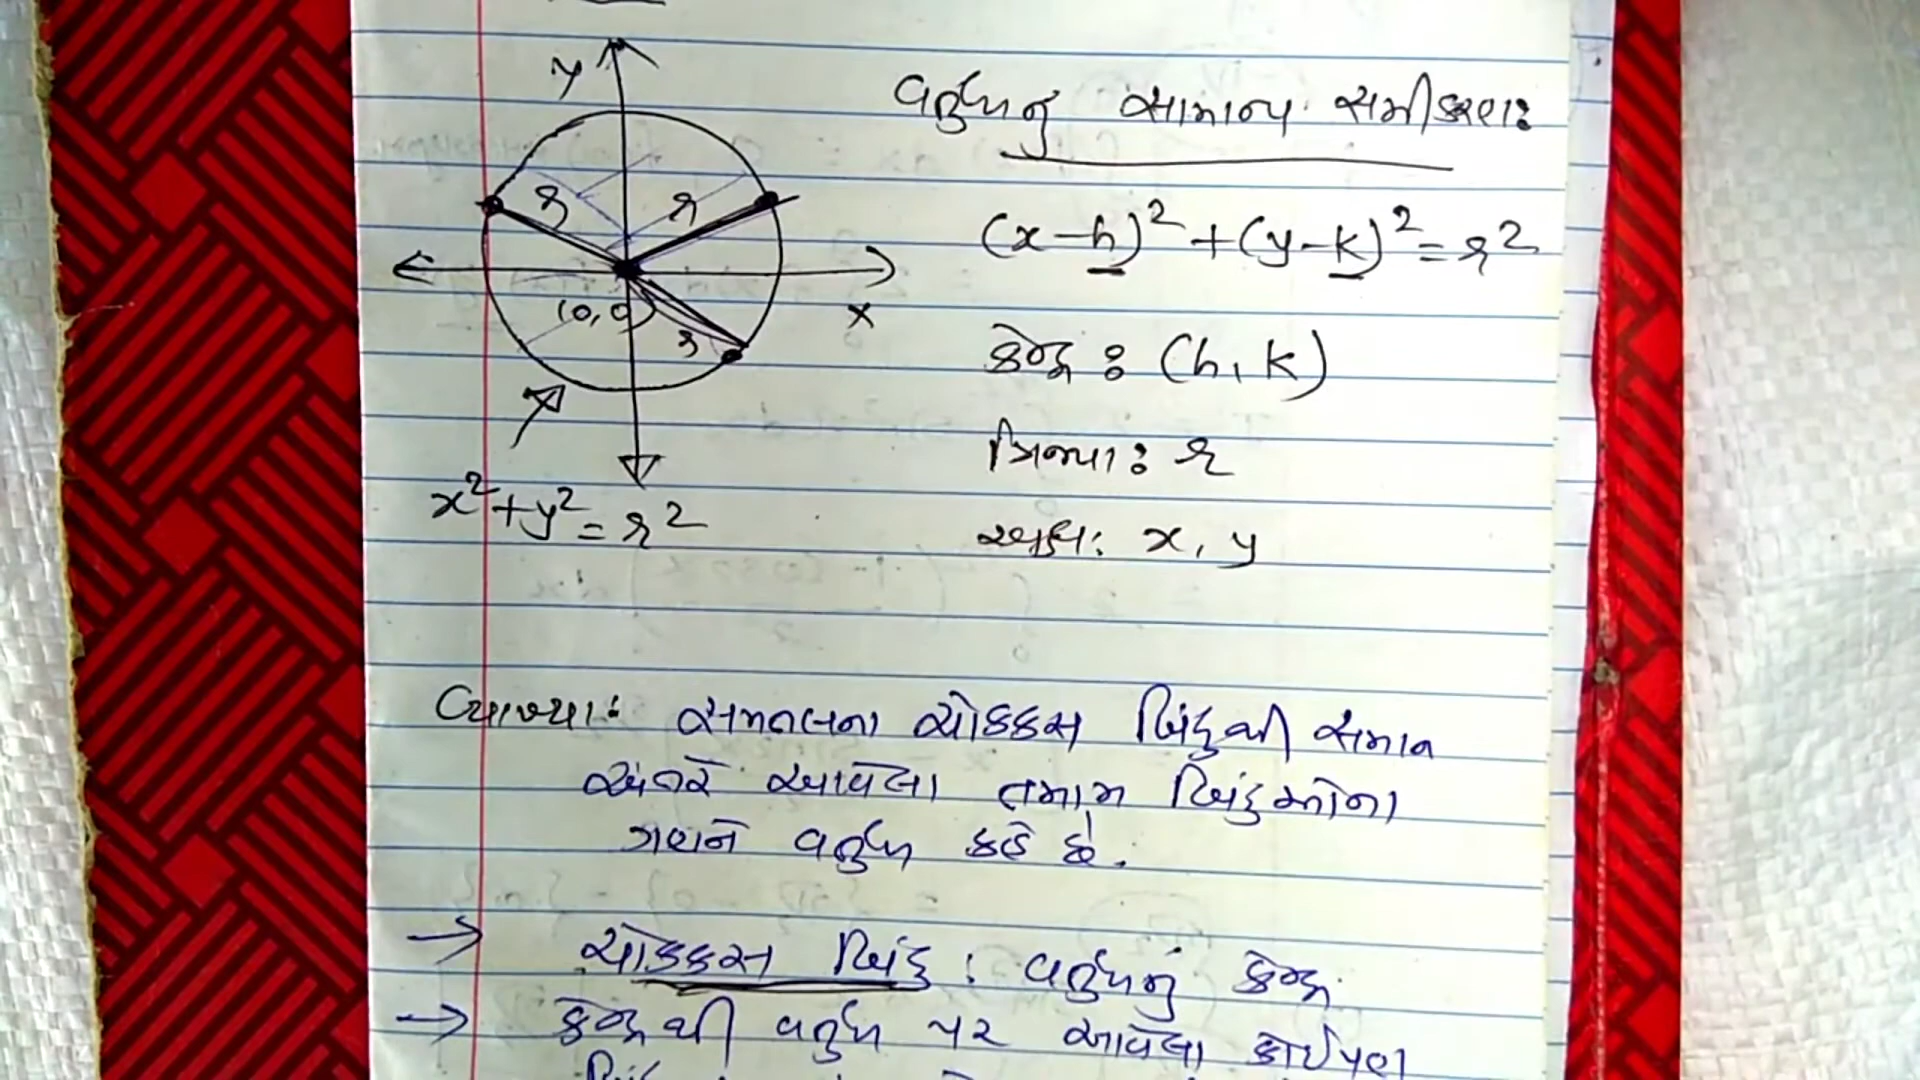 y
r
r
(0,0)
r
x
x²+y²=r²
વર્તુળનું સામાન્ય સમીકરણ:
(x-h)²+(y-k)²=r²
કેન્દ્ર : (h, k)
ત્રિજ્યા : r
યામ: x, y
વ્યાખ્યા: સમતલના ચોક્કસ બિંદુથી સમાન
અંતરે આવેલા તમામ બિંદુઓના
ગણને વર્તુળ કહે છે.
→ ચોક્કસ બિંદુ : વર્તુળનું કેન્દ્ર
→ કેન્દ્રથી વર્તુળ પર આવેલા કોઈપણ